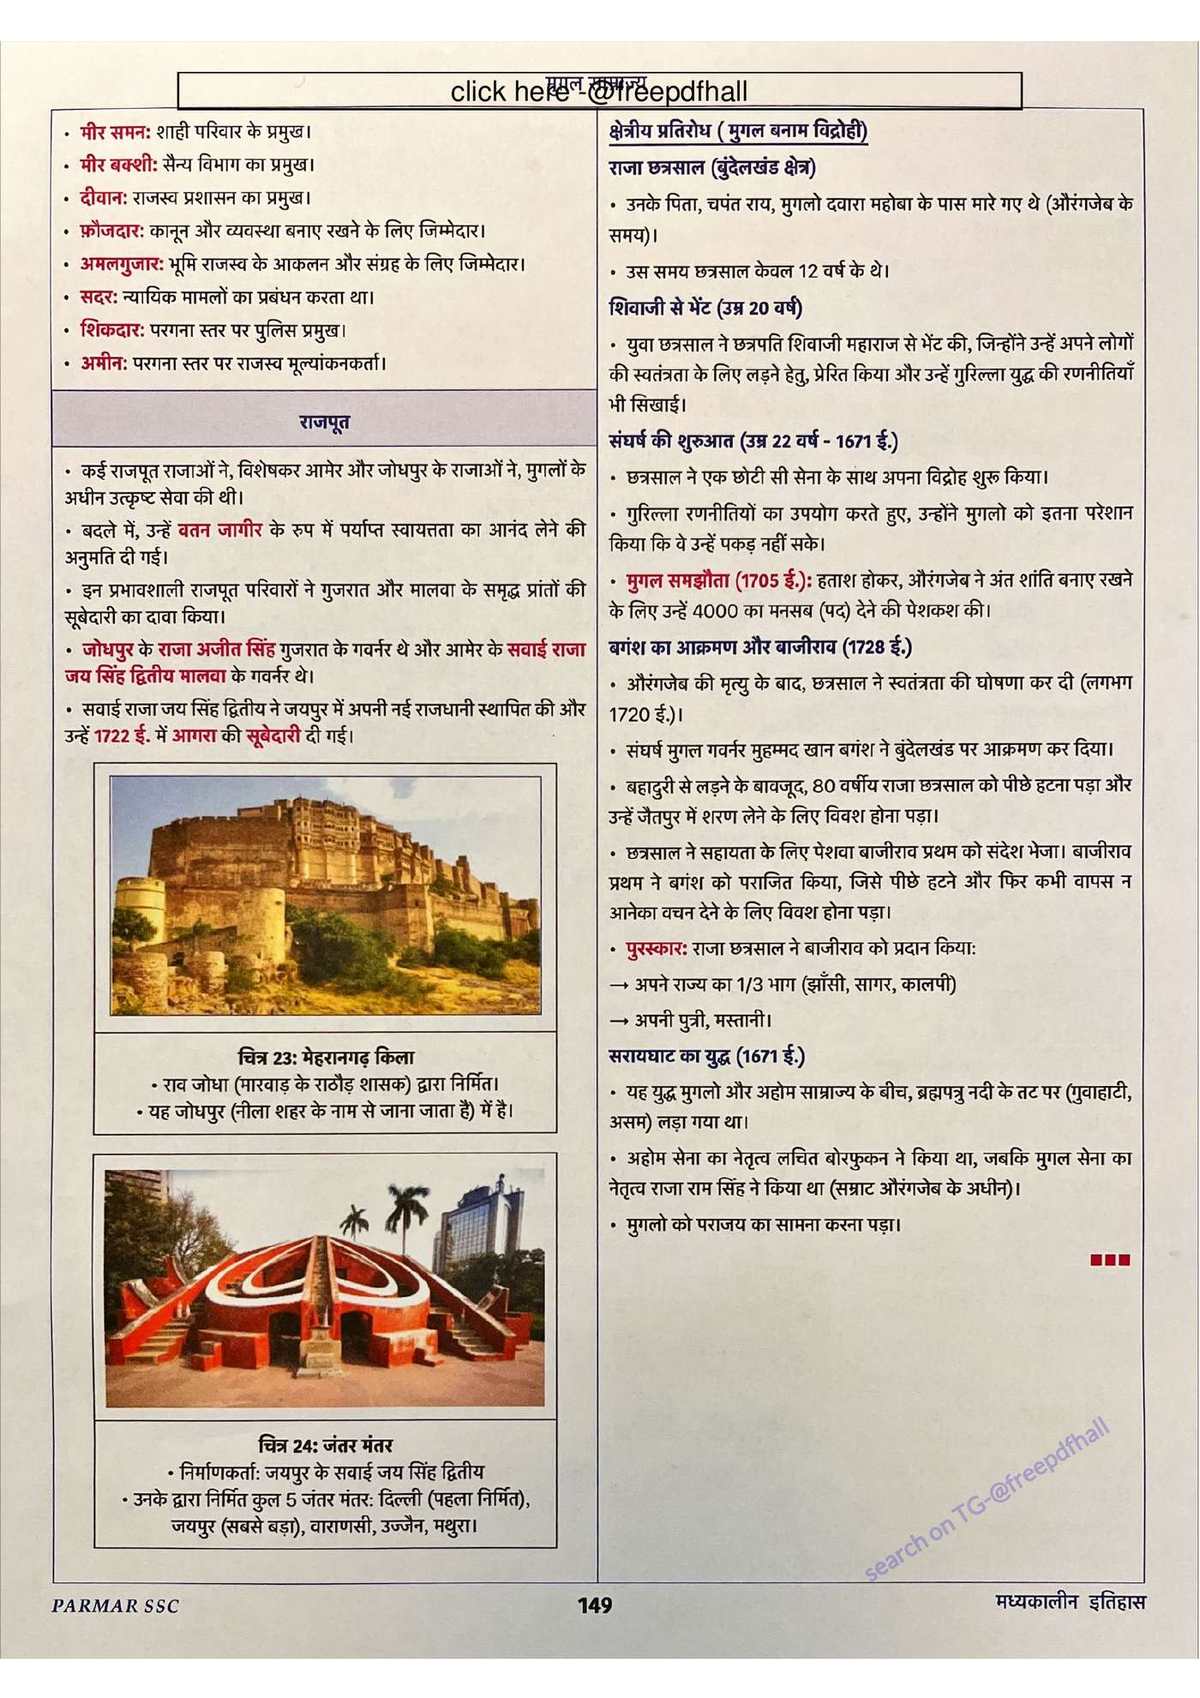 मुगल साम्राज्य
click here -@freepdfhall
• मीर समन: शाही परिवार के प्रमुख।
• मीर बक्शी: सैन्य विभाग का प्रमुख।
• दीवान: राजस्व प्रशासन का प्रमुख।
• फ़ौजदार: कानून और व्यवस्था बनाए रखने के लिए जिम्मेदार।
• अमलगुजार: भूमि राजस्व के आकलन और संग्रह के लिए जिम्मेदार।
• सदर: न्यायिक मामलों का प्रबंधन करता था।
• शिकदार: परगना स्तर पर पुलिस प्रमुख।
• अमीन: परगना स्तर पर राजस्व मूल्यांकनकर्ता।
राजपूत
• कई राजपूत राजाओं ने, विशेषकर आमेर और जोधपुर के राजाओं ने, मुगलों के
अधीन उत्कृष्ट सेवा की थी।
• बदले में, उन्हें वतन जागीर के रुप में पर्याप्त स्वायत्तता का आनंद लेने की
अनुमति दी गई।
• इन प्रभावशाली राजपूत परिवारों ने गुजरात और मालवा के समृद्ध प्रांतों की
सूबेदारी का दावा किया।
• जोधपुर के राजा अजीत सिंह गुजरात के गवर्नर थे और आमेर के सवाई राजा
जय सिंह द्वितीय मालवा के गवर्नर थे।
• सवाई राजा जय सिंह द्वितीय ने जयपुर में अपनी नई राजधानी स्थापित की और
उन्हें 1722 ई. में आगरा की सूबेदारी दी गई।
चित्र 23: मेहरानगढ़ किला
• राव जोधा (मारवाड़ के राठौड़ शासक) द्वारा निर्मित।
• यह जोधपुर (नीला शहर के नाम से जाना जाता है) में है।
चित्र 24: जंतर मंतर
• निर्माणकर्ता: जयपुर के सवाई जय सिंह द्वितीय
• उनके द्वारा निर्मित कुल 5 जंतर मंतर: दिल्ली (पहला निर्मित),
जयपुर (सबसे बड़ा), वाराणसी, उज्जैन, मथुरा।
क्षेत्रीय प्रतिरोध ( मुगल बनाम विद्रोही)
राजा छत्रसाल (बुंदेलखंड क्षेत्र)
• उनके पिता, चपंत राय, मुगलो दवारा महोबा के पास मारे गए थे (औरंगजेब के
समय)।
• उस समय छत्रसाल केवल 12 वर्ष के थे।
शिवाजी से भेंट (उम्र 20 वर्ष)
• युवा छत्रसाल ने छत्रपति शिवाजी महाराज से भेंट की, जिन्होंने उन्हें अपने लोगों
की स्वतंत्रता के लिए लड़ने हेतु, प्रेरित किया और उन्हें गुरिल्ला युद्ध की रणनीतियाँ
भी सिखाई।
संघर्ष की शुरुआत (उम्र 22 वर्ष - 1671 ई.)
• छत्रसाल ने एक छोटी सी सेना के साथ अपना विद्रोह शुरू किया।
• गुरिल्ला रणनीतियों का उपयोग करते हुए, उन्होंने मुगलो को इतना परेशान
किया कि वे उन्हें पकड़ नहीं सके।
• मुगल समझौता (1705 ई.): हताश होकर, औरंगजेब ने अंत शांति बनाए रखने
के लिए उन्हें 4000 का मनसब (पद) देने की पेशकश की।
बगंश का आक्रमण और बाजीराव (1728 ई.)
• औरंगजेब की मृत्यु के बाद, छत्रसाल ने स्वतंत्रता की घोषणा कर दी (लगभग
1720 ई.)।
• संघर्ष मुगल गवर्नर मुहम्मद खान बगंश ने बुंदेलखंड पर आक्रमण कर दिया।
• बहादुरी से लड़ने के बावजूद, 80 वर्षीय राजा छत्रसाल को पीछे हटना पड़ा और
उन्हें जैतपुर में शरण लेने के लिए विवश होना पड़ा।
• छत्रसाल ने सहायता के लिए पेशवा बाजीराव प्रथम को संदेश भेजा। बाजीराव
प्रथम ने बगंश को पराजित किया, जिसे पीछे हटने और फिर कभी वापस न
आनेका वचन देने के लिए विवश होना पड़ा।
• पुरस्कार: राजा छत्रसाल ने बाजीराव को प्रदान किया:
→ अपने राज्य का 1/3 भाग (झाँसी, सागर, कालपी)
→ अपनी पुत्री, मस्तानी।
सरायघाट का युद्ध (1671 ई.)
• यह युद्ध मुगलो और अहोम साम्राज्य के बीच, ब्रह्मपत्रु नदी के तट पर (गुवाहाटी,
असम) लड़ा गया था।
• अहोम सेना का नेतृत्व लचित बोरफुकन ने किया था, जबकि मुगल सेना का
नेतृत्व राजा राम सिंह ने किया था (सम्राट औरंगजेब के अधीन)।
• मुगलो को पराजय का सामना करना पड़ा।
search on TG-@freepdfhall
PARMAR SSC
149
मध्यकालीन इतिहास